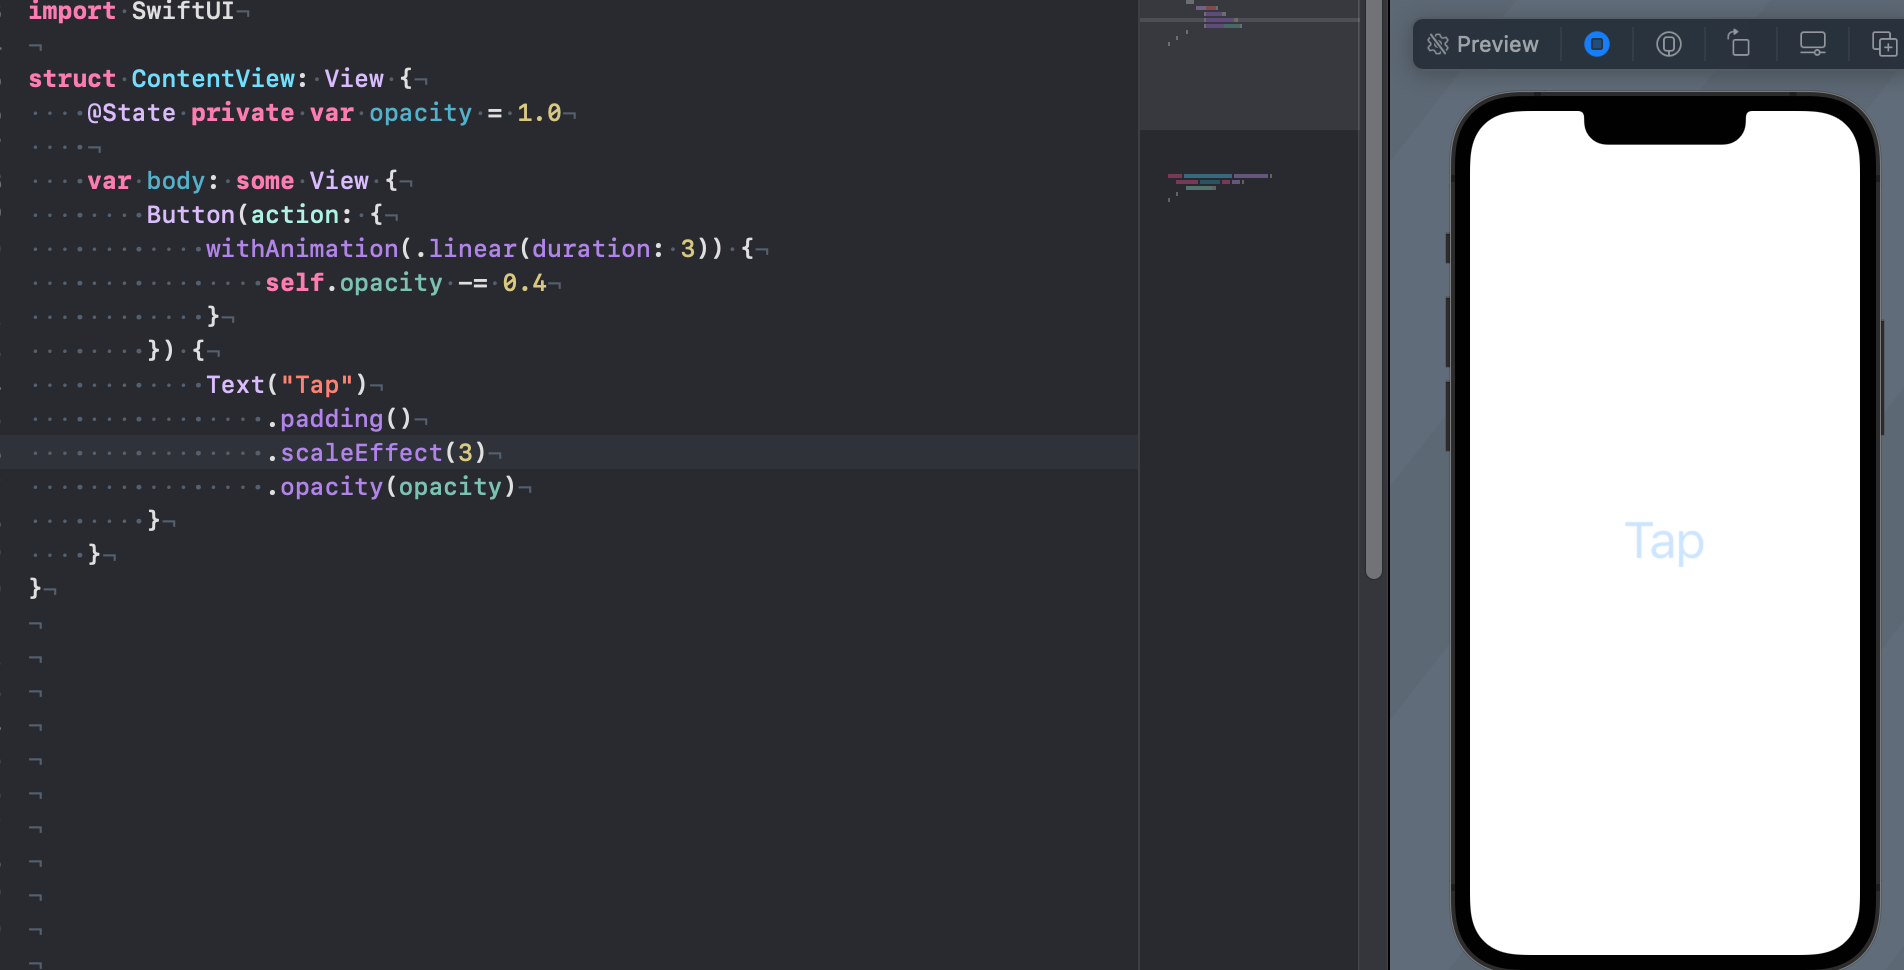 import SwiftUI
struct ContentView: View {
@State private var opacity = 1.0
var body: some View {
Button(action: {
withAnimation(.linear(duration: 3)) {
self.opacity -= 0.4
}
}) {
Text("Tap")
.padding()
.scaleEffect(3)
.opacity(opacity)
}
}
}
Preview
Tap